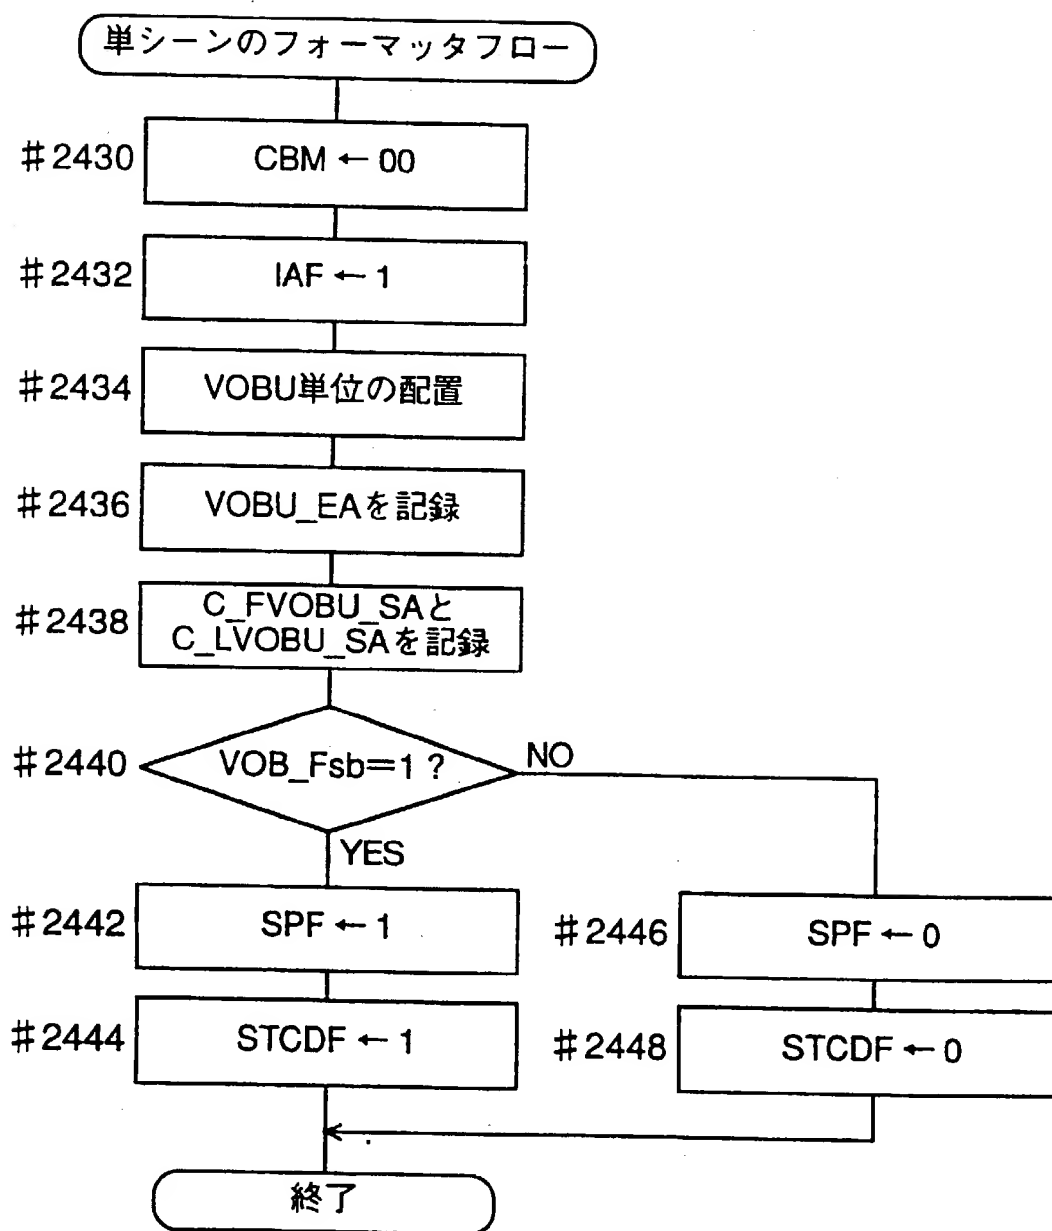 単シーンのフォーマッタフロー
#2430
CBM ← 00
#2432
IAF ← 1
#2434
VOBU単位の配置
#2436
VOBU_EAを記録
#2438
C_FVOBU_SAと
C_LVOBU_SAを記録
#2440
VOB_Fsb=1 ?
NO
YES
#2442
SPF ← 1
#2446
SPF ← 0
#2444
STCDF ← 1
#2448
STCDF ← 0
終了